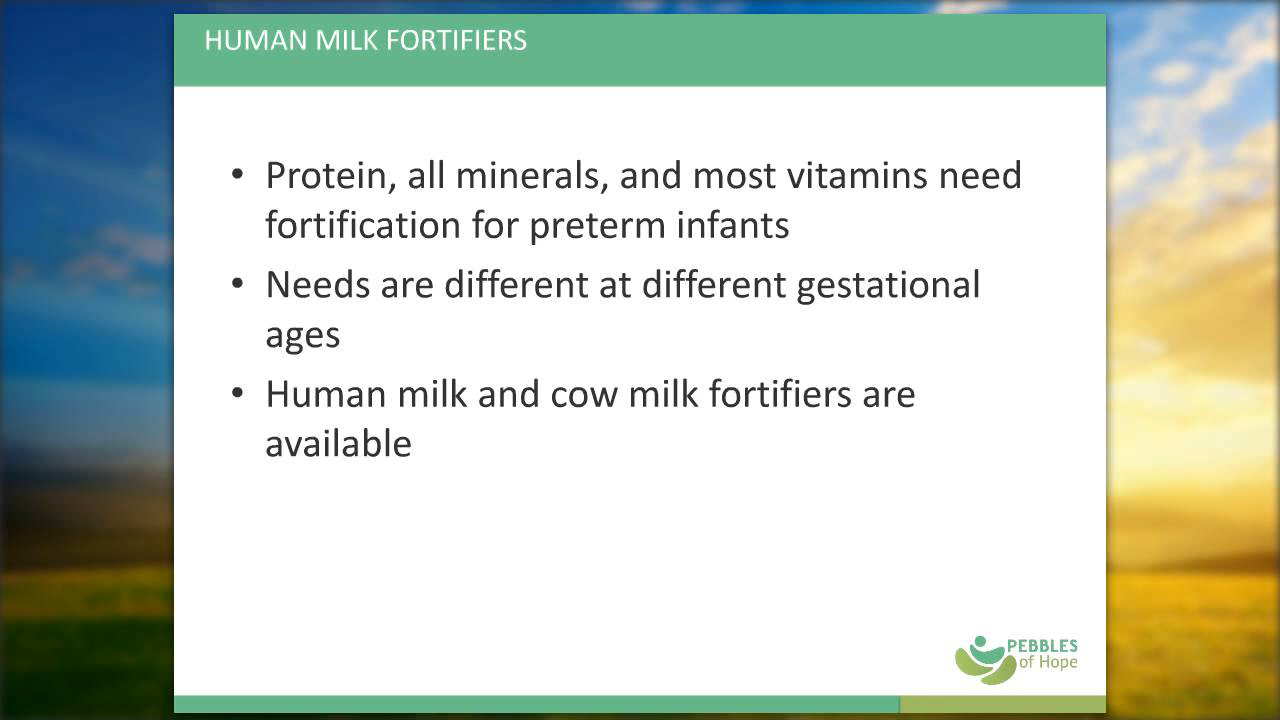 HUMAN MILK FORTIFIERS
• Protein, all minerals, and most vitamins need
fortification for preterm infants
• Needs are different at different gestational
ages
• Human milk and cow milk fortifiers are
available
PEBBLES
of Hope